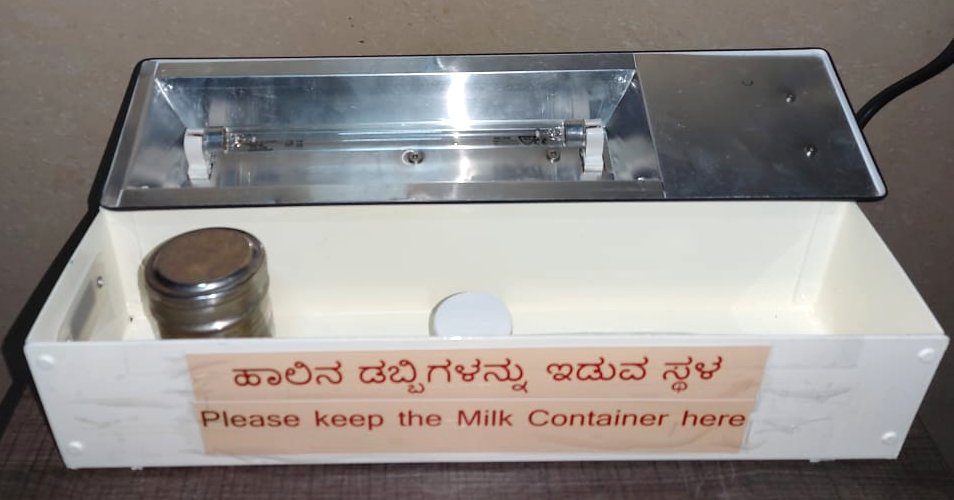 ಹಾಲಿನ ಡಬ್ಬಿಗಳನ್ನು ಇಡುವ ಸ್ಥಳ
Please keep the Milk Container here